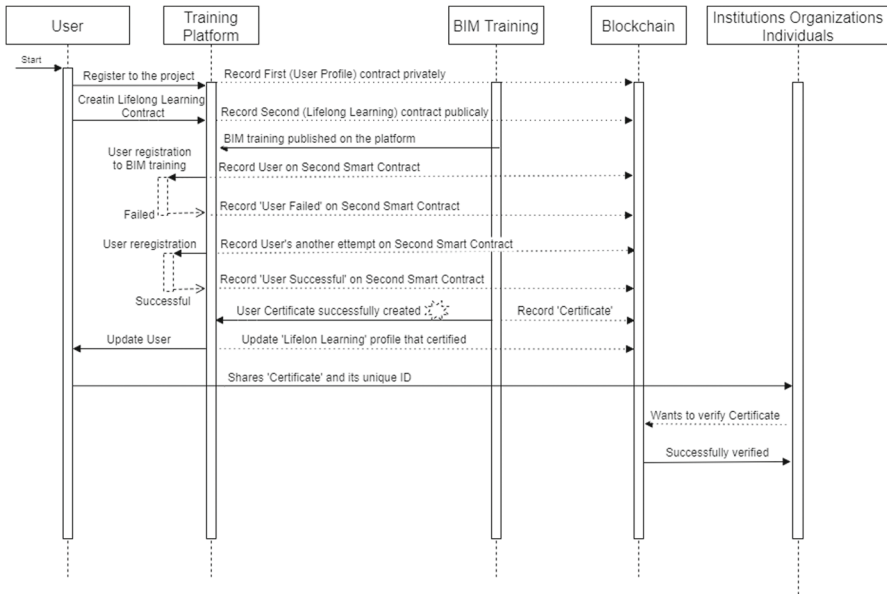 User
Training
Platform
BIM Training
Blockchain
Institutions Organizations
Individuals
Start
Register to the project
Record First (User Profile) contract privately
Creatin Lifelong Learning
Contract
Record Second (Lifelong Learning) contract publicaly
BIM training published on the platform
User registration
to BIM training
Record User on Second Smart Contract
Failed
Record 'User Failed' on Second Smart Contract
User reregistration
Record User's another ettempt on Second Smart Contract
Record 'User Successful' on Second Smart Contract
Successful
User Certificate successfully created
Record 'Certificate'
Update User
Update 'Lifelon Learning' profile that certified
Shares 'Certificate' and its unique ID
Wants to verify Certificate
Successfully verified